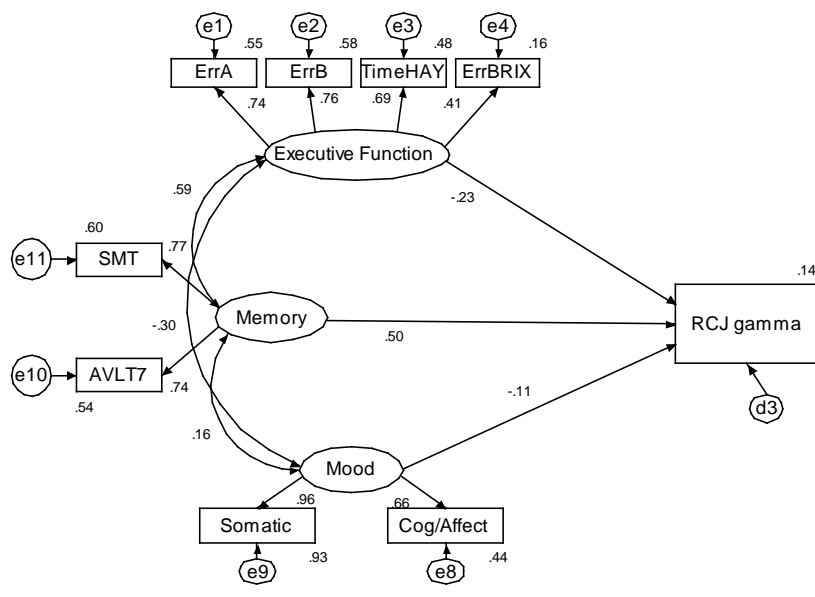 e1 e2 e3 e4
.55 .58 .48 .16
ErrA ErrB TimeHAY ErrBRIX
.74 .76 .69 .41
Executive Function
.59 -.23
.60
e11 SMT .77
.14
Memory RCJ gamma
-.30 .50
e10 AVLT7 .74
.54 -.11
d3
.16
Mood
.96 .66
Somatic Cog/Affect
.93 .44
e9 e8